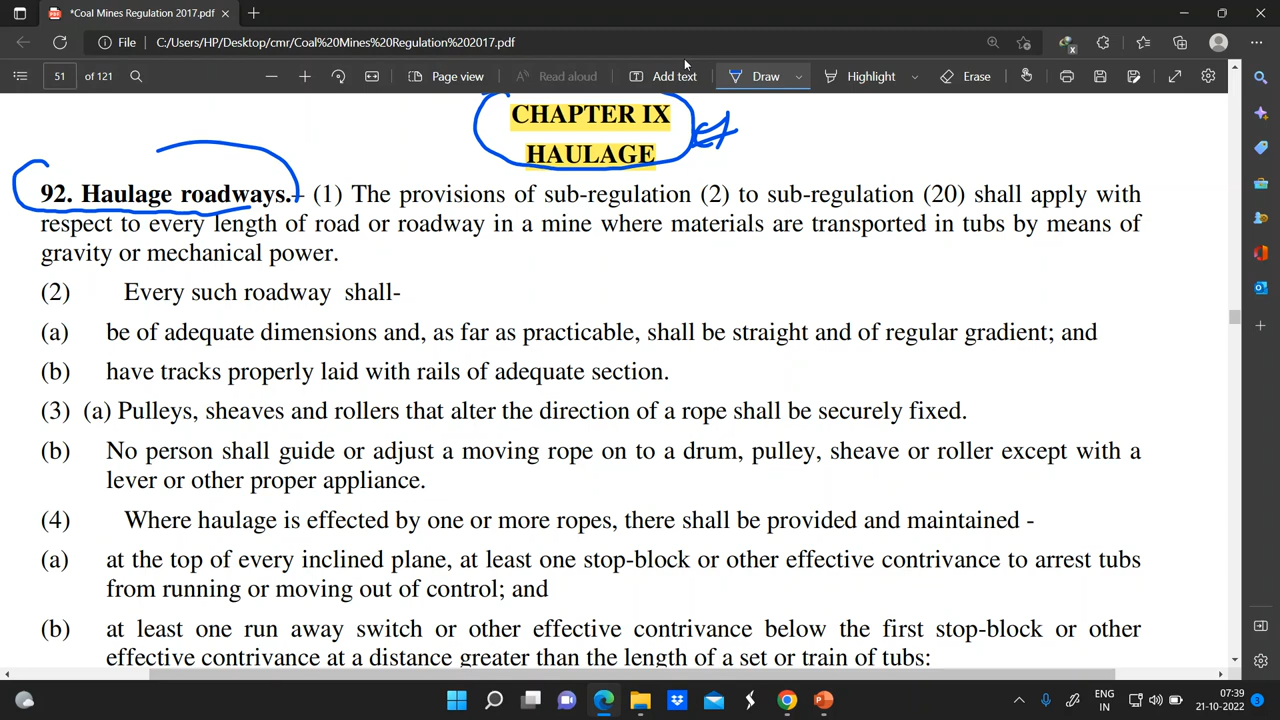 *Coal Mines Regulation 2017.pdf
File C:/Users/HP/Desktop/cmr/Coal%20Mines%20Regulation%202017.pdf
51 of 121 Page view Read aloud Add text Draw Highlight Erase
CHAPTER IX
HAULAGE
92. Haulage roadways.– (1) The provisions of sub-regulation (2) to sub-regulation (20) shall apply with
respect to every length of road or roadway in a mine where materials are transported in tubs by means of
gravity or mechanical power.
(2) Every such roadway shall-
(a) be of adequate dimensions and, as far as practicable, shall be straight and of regular gradient; and
(b) have tracks properly laid with rails of adequate section.
(3) (a) Pulleys, sheaves and rollers that alter the direction of a rope shall be securely fixed.
(b) No person shall guide or adjust a moving rope on to a drum, pulley, sheave or roller except with a
lever or other proper appliance.
(4) Where haulage is effected by one or more ropes, there shall be provided and maintained -
(a) at the top of every inclined plane, at least one stop-block or other effective contrivance to arrest tubs
from running or moving out of control; and
(b) at least one run away switch or other effective contrivance below the first stop-block or other
effective contrivance at a distance greater than the length of a set or train of tubs:
ENG
IN
07:39
21-10-2022
3